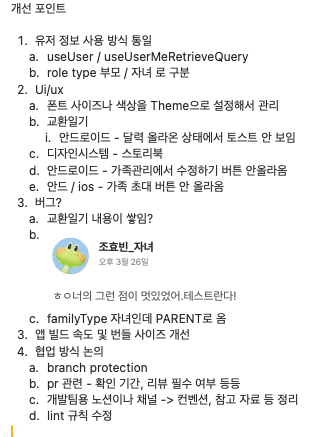 개선 포인트
1. 유저 정보 사용 방식 통일
a. useUser / useUserMeRetrieveQuery
b. role type 부모 / 자녀 로 구분
2. Ui/ux
a. 폰트 사이즈나 색상을 Theme으로 설정해서 관리
b. 교환일기
i. 안드로이드 - 달력 올라온 상태에서 토스트 안 보임
c. 디자인시스템 - 스토리북
d. 안드로이드 - 가족관리에서 수정하기 버튼 안올라옴
e. 안드 / ios - 가족 초대 버튼 안 올라옴
3. 버그?
a. 교환일기 내용이 쌓임?
b.
조효빈_자녀
오후 3월 26일
ㅎㅇ너의 그런 점이 멋있었어.테스트란다!
c. familyType 자녀인데 PARENT로 옴
3. 앱 빌드 속도 및 번들 사이즈 개선
4. 협업 방식 논의
a. branch protection
b. pr 관련 - 확인 기간, 리뷰 필수 여부 등등
c. 개발팀용 노션이나 채널 -> 컨벤션, 참고 자료 등 정리
d. lint 규칙 수정